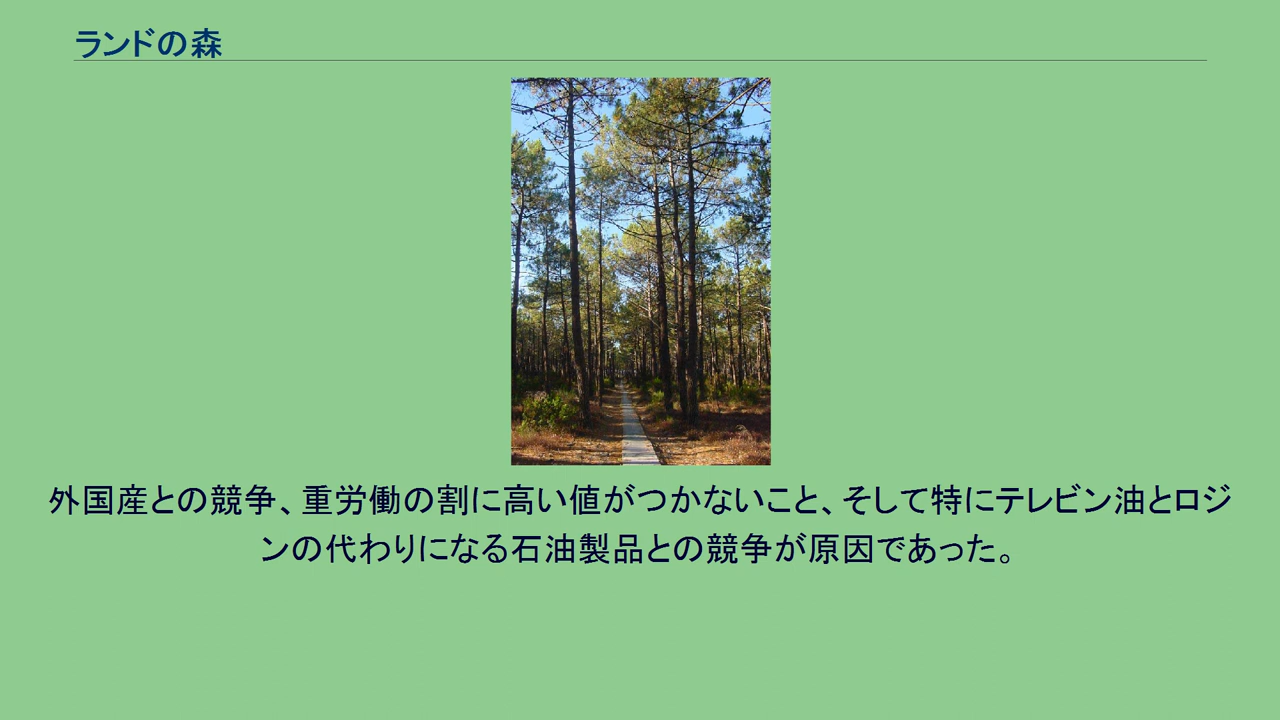 ランドの森
外国産との競争、重労働の割に高い値がつかないこと、そして特にテレビン油とロジ
ンの代わりになる石油製品との競争が原因であった。